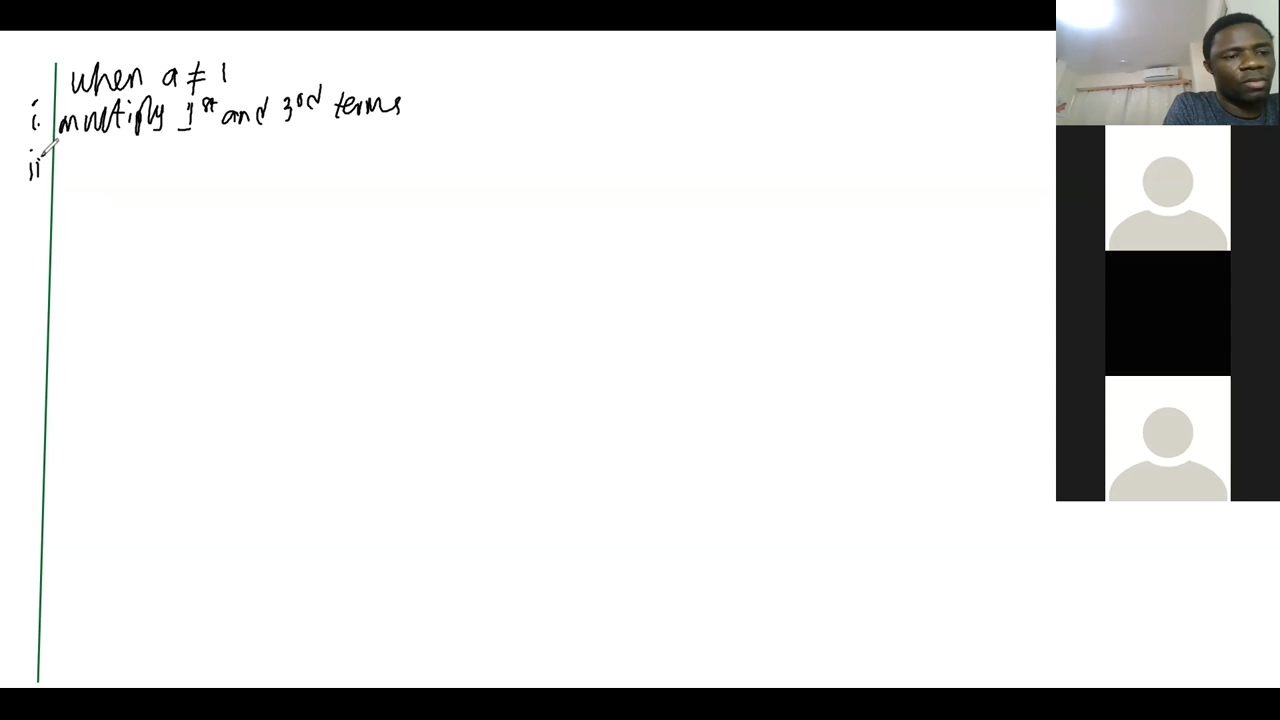 when a ≠ 1
i. multiply 1st and 3rd terms
ii